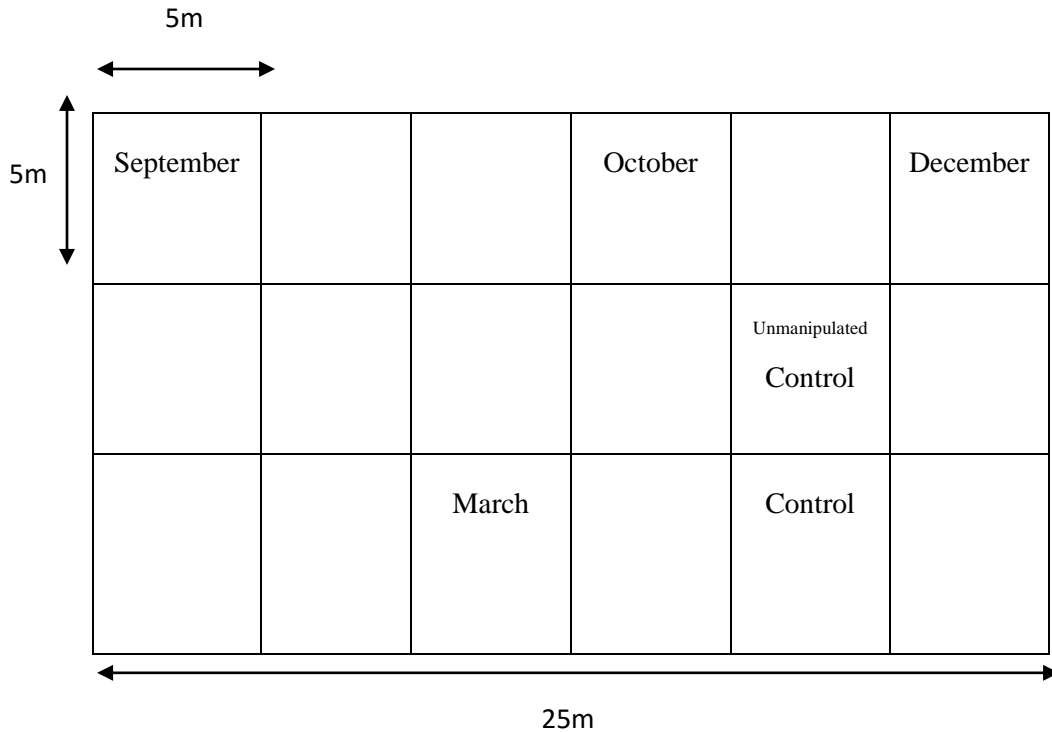 5m
5m
September
October
December
Unmanipulated
Control
March
Control
25m